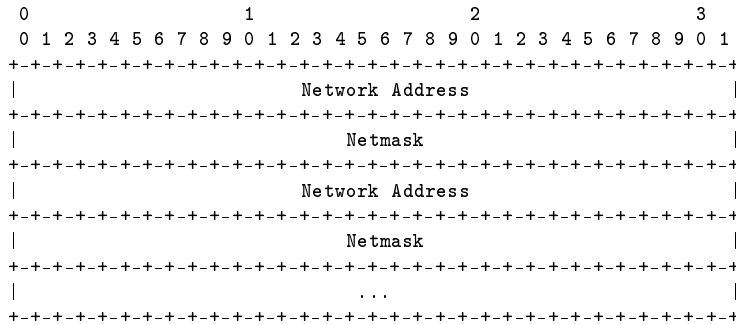 0                   1                   2                   3
 0 1 2 3 4 5 6 7 8 9 0 1 2 3 4 5 6 7 8 9 0 1 2 3 4 5 6 7 8 9 0 1
+-+-+-+-+-+-+-+-+-+-+-+-+-+-+-+-+-+-+-+-+-+-+-+-+-+-+-+-+-+-+-+-+
|                         Network Address                       |
+-+-+-+-+-+-+-+-+-+-+-+-+-+-+-+-+-+-+-+-+-+-+-+-+-+-+-+-+-+-+-+-+
|                             Netmask                           |
+-+-+-+-+-+-+-+-+-+-+-+-+-+-+-+-+-+-+-+-+-+-+-+-+-+-+-+-+-+-+-+-+
|                         Network Address                       |
+-+-+-+-+-+-+-+-+-+-+-+-+-+-+-+-+-+-+-+-+-+-+-+-+-+-+-+-+-+-+-+-+
|                             Netmask                           |
+-+-+-+-+-+-+-+-+-+-+-+-+-+-+-+-+-+-+-+-+-+-+-+-+-+-+-+-+-+-+-+-+
|                              ...                              |
+-+-+-+-+-+-+-+-+-+-+-+-+-+-+-+-+-+-+-+-+-+-+-+-+-+-+-+-+-+-+-+-+